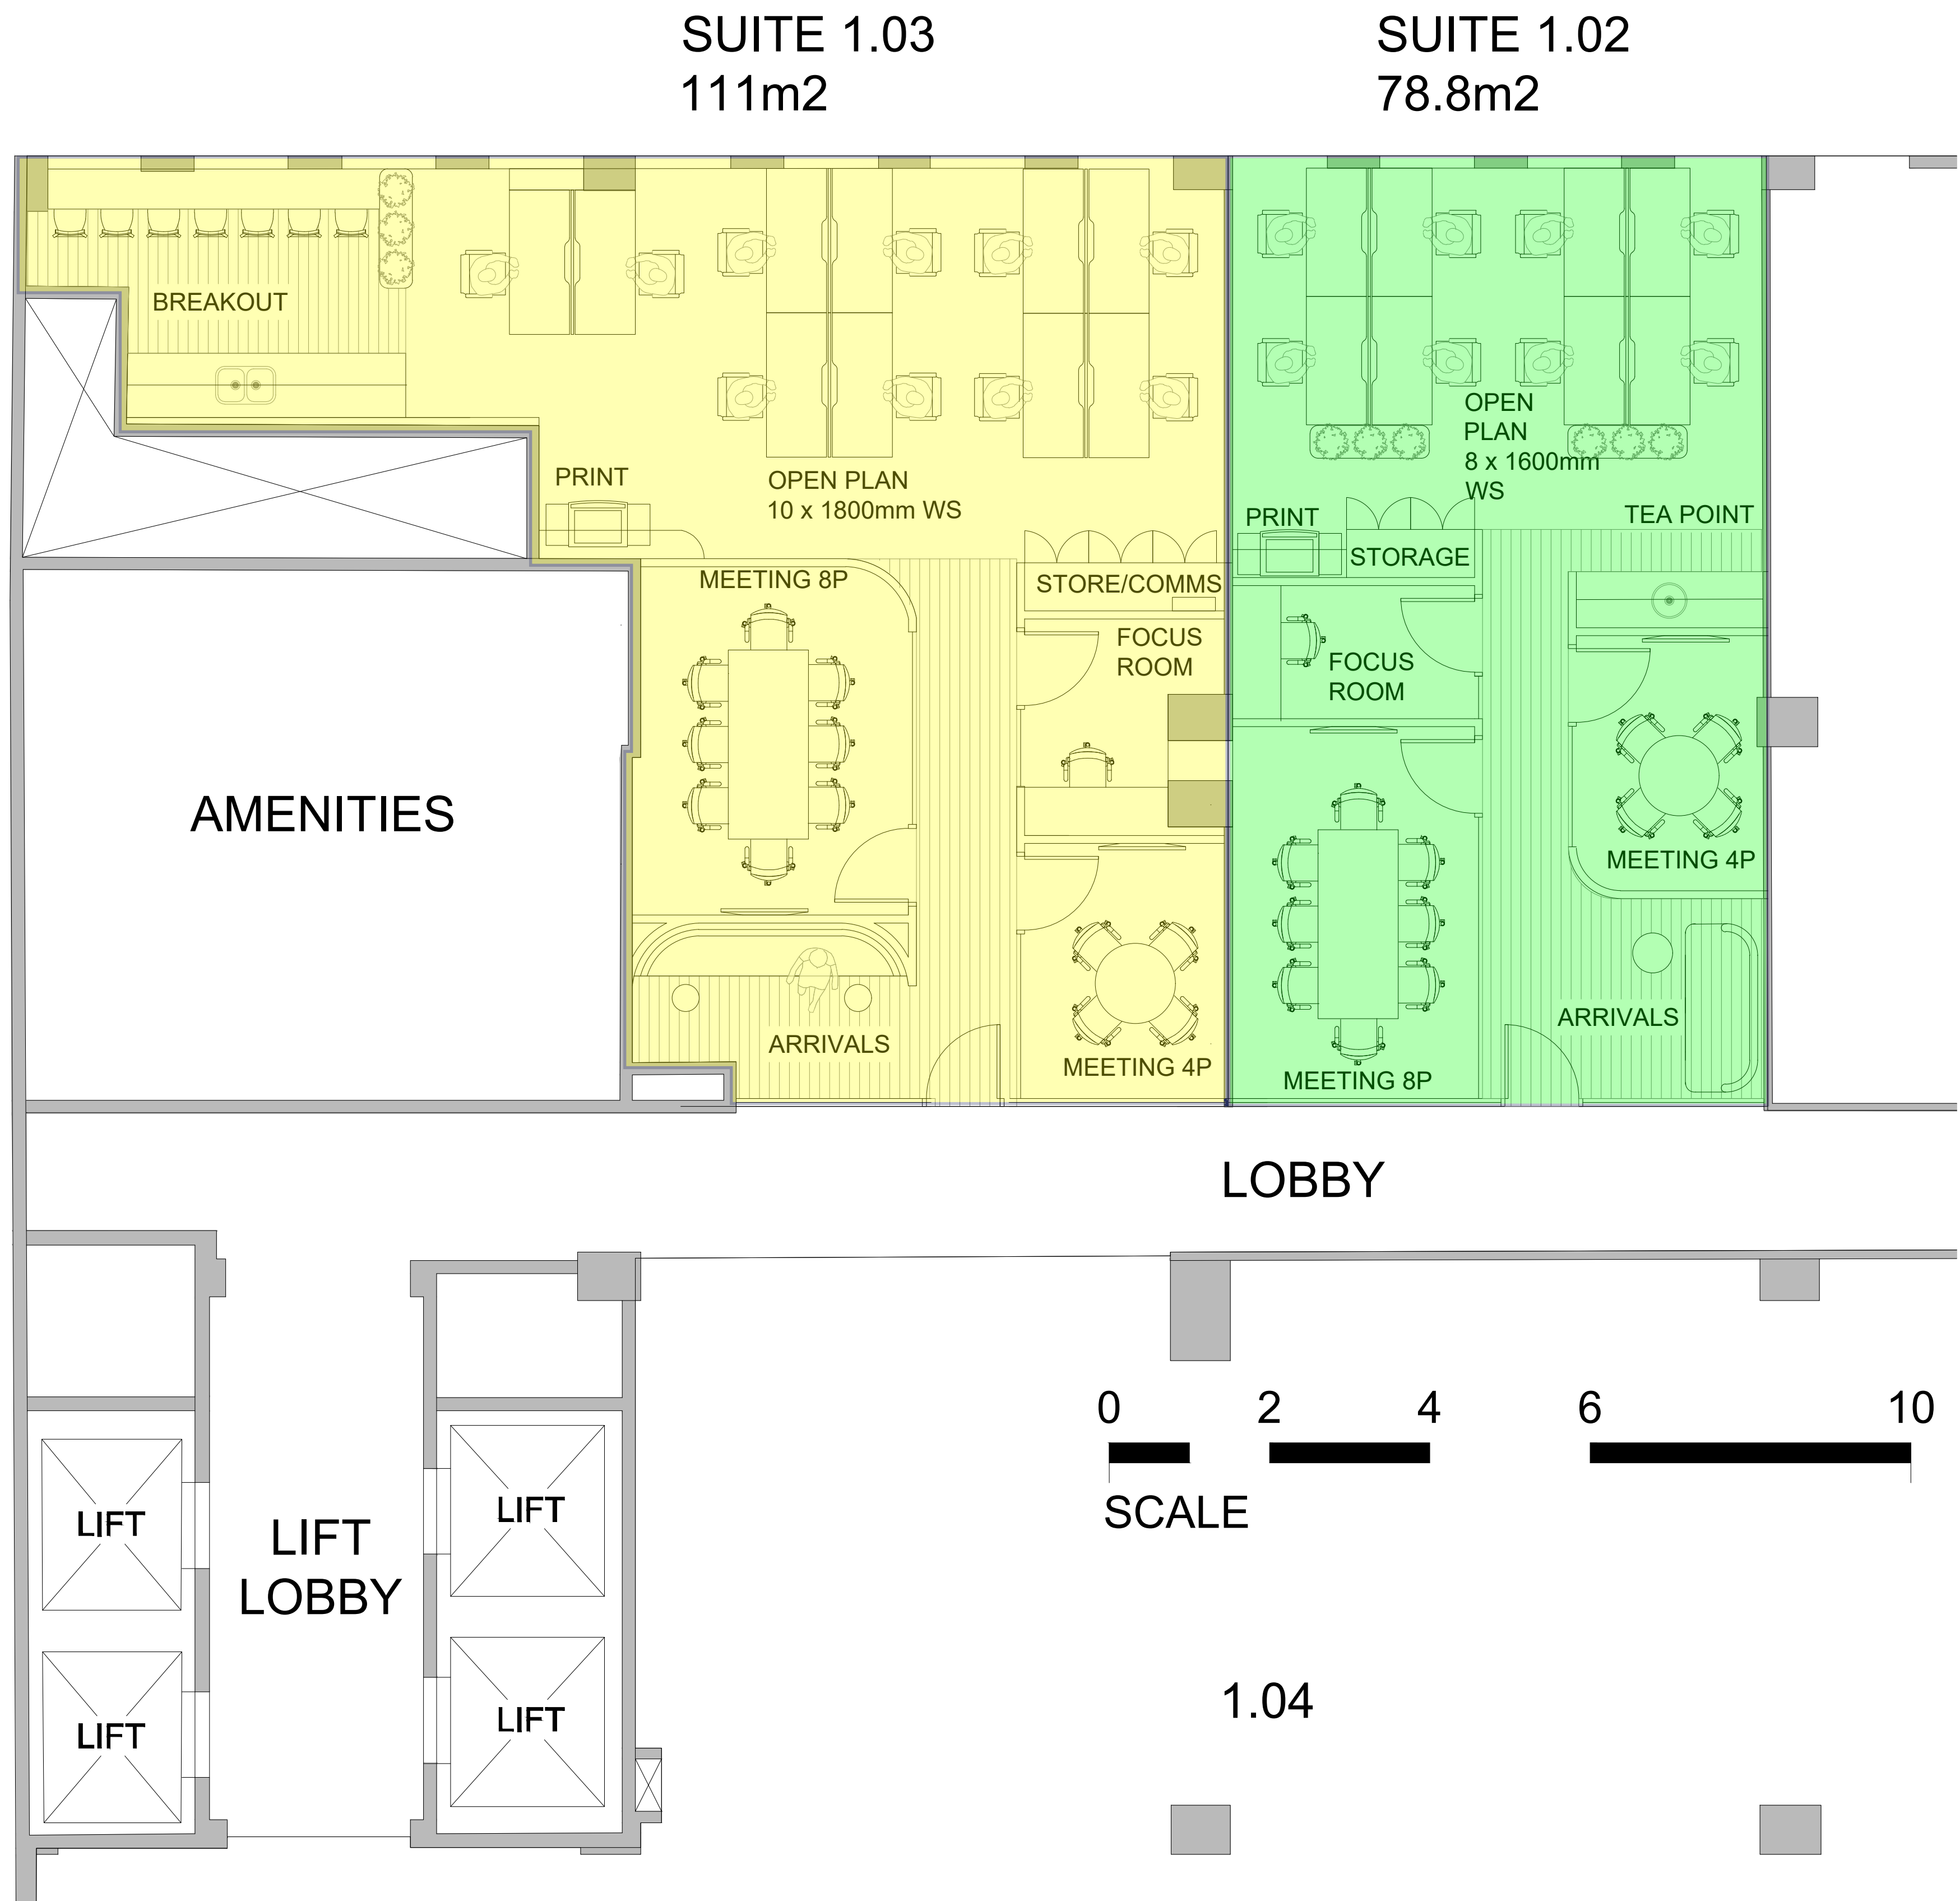 SUITE 1.03
111m2
SUITE 1.02
78.8m2
BREAKOUT
PRINT
OPEN PLAN
10 x 1800mm WS
MEETING 8P
STORE/COMMS
FOCUS
ROOM
ARRIVALS
MEETING 4P
OPEN
PLAN
8 x 1600mm
WS
PRINT
STORAGE
TEA POINT
FOCUS
ROOM
MEETING 4P
ARRIVALS
MEETING 8P
AMENITIES
LOBBY
0 2 4 6 10
SCALE
LIFT
LIFT
LIFT
LOBBY
LIFT
LIFT
1.04